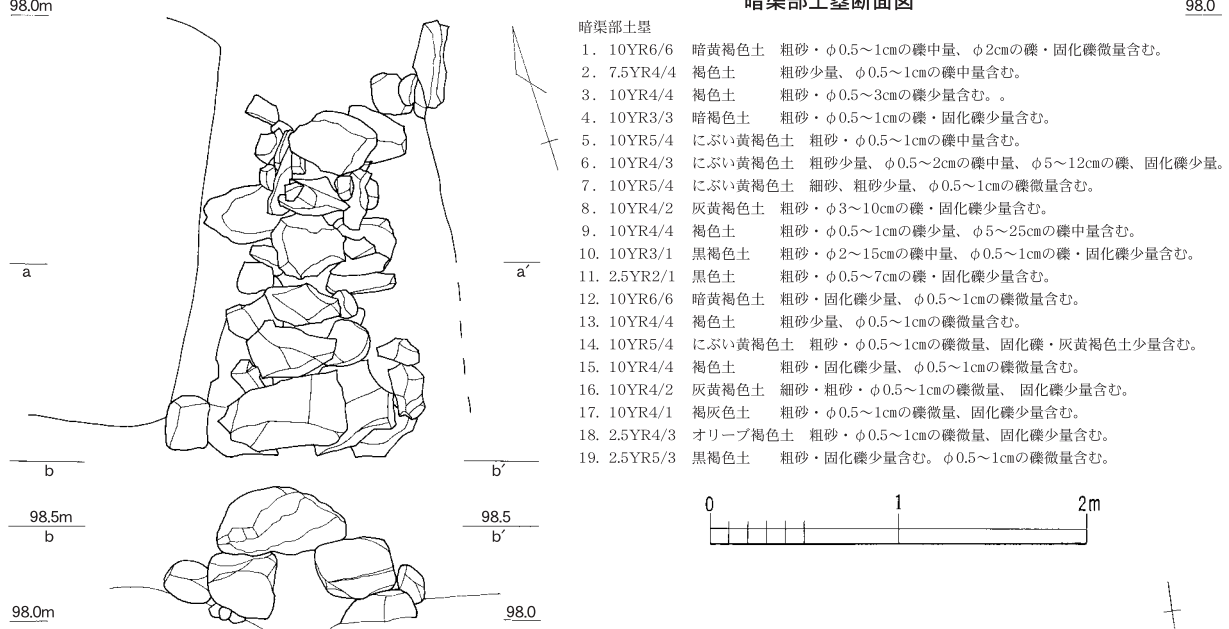 98.0m
暗渠部土塁断面図
98.0
暗渠部土塁
1. 10YR6/6 暗黄褐色土 粗砂・φ0.5～1㎝の礫中量、φ2㎝の礫・固化礫微量含む。
2. 7.5YR4/4 褐色土 粗砂少量、φ0.5～1㎝の礫中量含む。
3. 10YR4/4 褐色土 粗砂・φ0.5～3㎝の礫少量含む。。
4. 10YR3/3 暗褐色土 粗砂・φ0.5～1㎝の礫・固化礫少量含む。
5. 10YR5/4 にぶい黄褐色土 粗砂・φ0.5～1㎝の礫中量含む。
6. 10YR4/3 にぶい黄褐色土 粗砂少量、φ0.5～2㎝の礫中量、φ5～12㎝の礫、固化礫少量。
7. 10YR5/4 にぶい黄褐色土 細砂、粗砂少量、φ0.5～1㎝の礫微量含む。
8. 10YR4/2 灰黄褐色土 粗砂・φ3～10㎝の礫・固化礫少量含む。
9. 10YR4/4 褐色土 粗砂・φ0.5～1㎝の礫少量、φ5～25㎝の礫中量含む。
10. 10YR3/1 黒褐色土 粗砂・φ2～15㎝の礫中量、φ0.5～1㎝の礫・固化礫少量含む。
11. 2.5YR2/1 黒色土 粗砂・φ0.5～7㎝の礫・固化礫少量含む。
12. 10YR6/6 暗黄褐色土 粗砂・固化礫少量、φ0.5～1㎝の礫微量含む。
13. 10YR4/4 褐色土 粗砂少量、φ0.5～1㎝の礫微量含む。
14. 10YR5/4 にぶい黄褐色土 粗砂・φ0.5～1㎝の礫微量、固化礫・灰黄褐色土少量含む。
15. 10YR4/4 褐色土 粗砂・固化礫少量、φ0.5～1㎝の礫微量含む。
16. 10YR4/2 灰黄褐色土 細砂・粗砂・φ0.5～1㎝の礫微量、 固化礫少量含む。
17. 10YR4/1 褐灰色土 粗砂・φ0.5～1㎝の礫微量、固化礫少量含む。
18. 2.5YR4/3 オリーブ褐色土 粗砂・φ0.5～1㎝の礫微量、固化礫少量含む。
19. 2.5YR5/3 黒褐色土 粗砂・固化礫少量含む。φ0.5～1㎝の礫微量含む。
a a′
b b′
0 1 2m
98.5m 98.5
b b′
98.0m 98.0